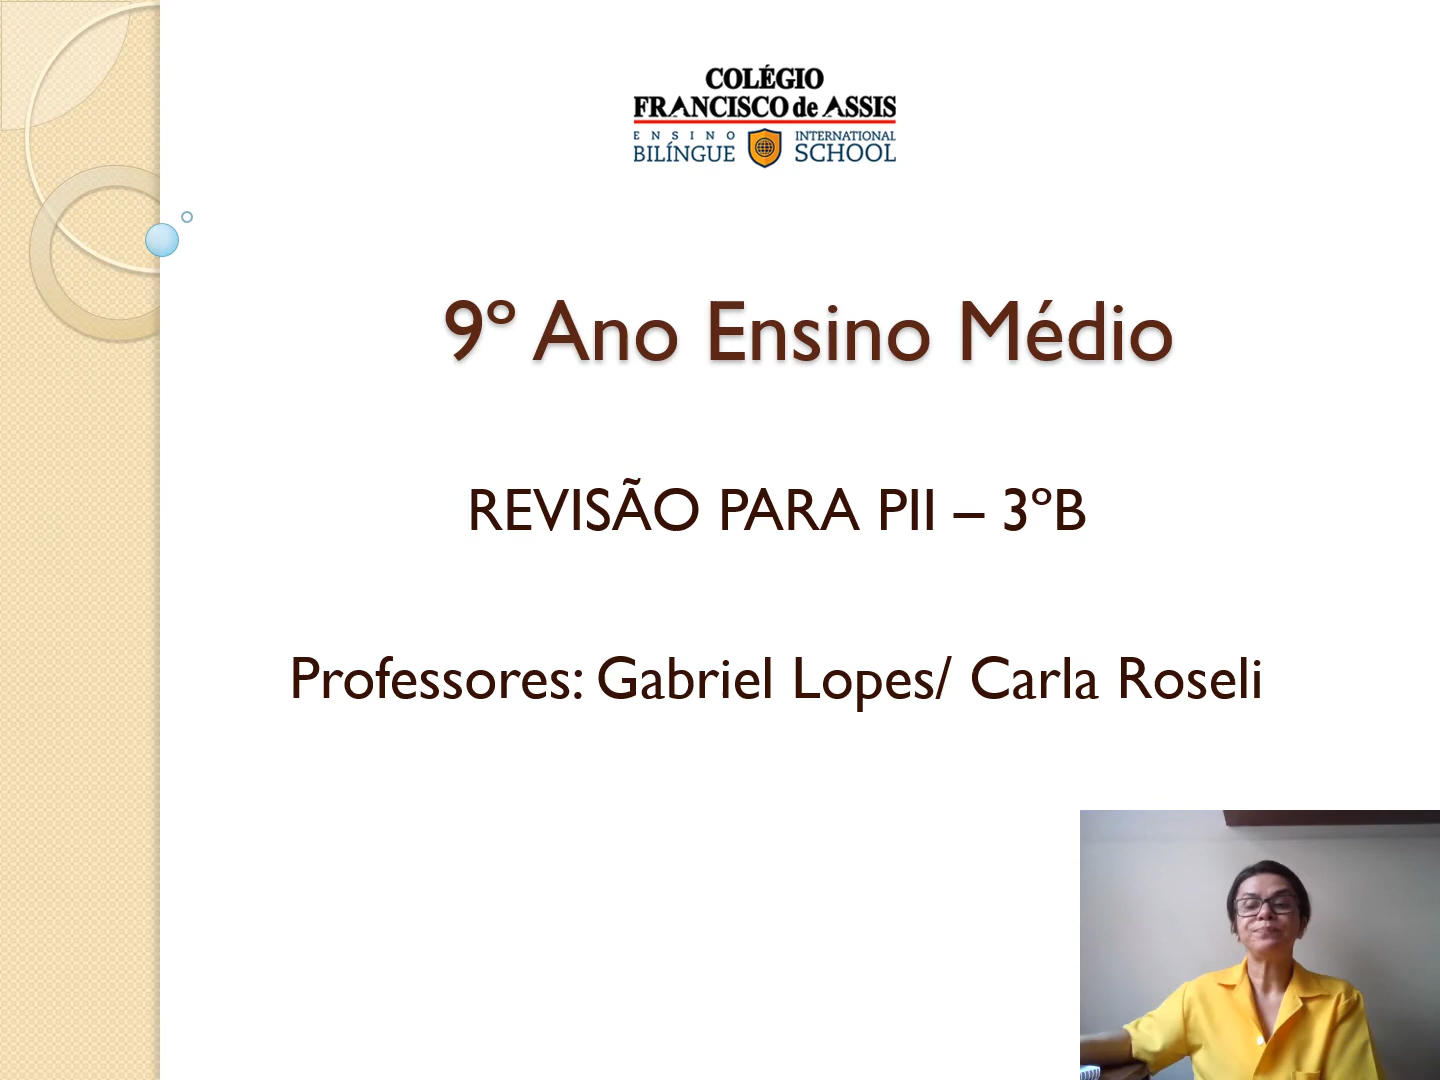 COLÉGIO
FRANCISCO de ASSIS
ENSINO BILÍNGUE
INTERNATIONAL SCHOOL
9º Ano Ensino Médio
REVISÃO PARA PII – 3ºB
Professores: Gabriel Lopes/ Carla Roseli